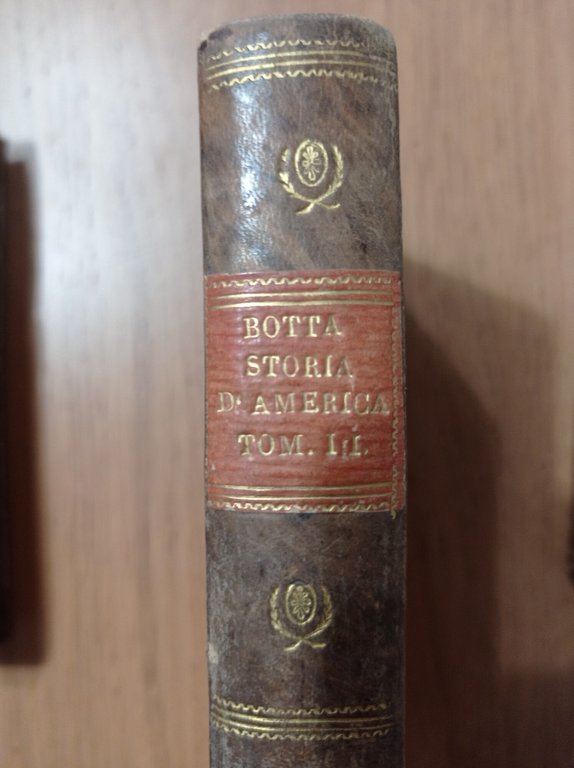 BOTTA
STORIA
D' AMERICA
TOM. I.I.